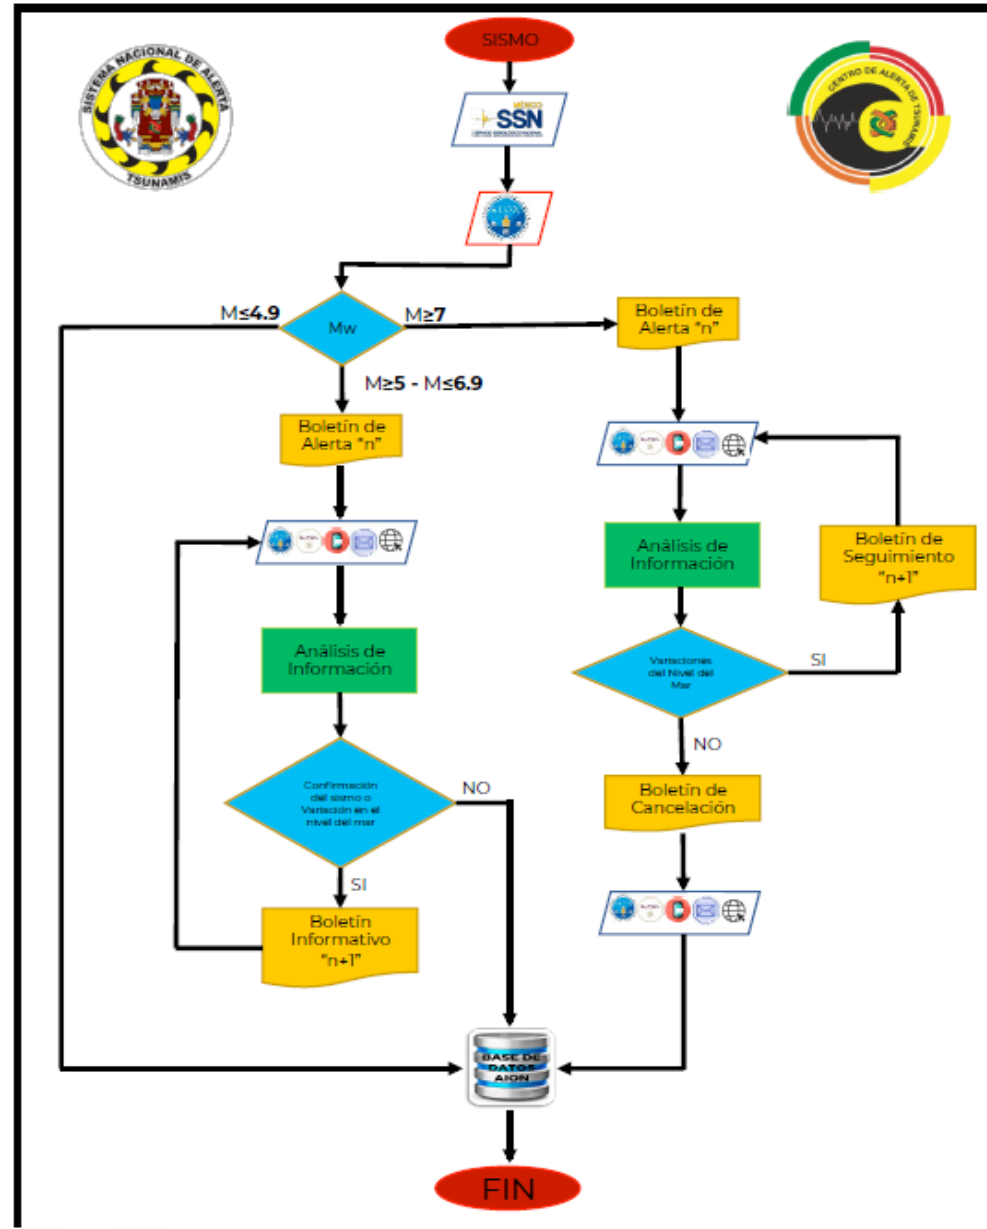 SISMO
SISTEMA NACIONAL DE ALERTA
TSUNAMIS
CENTRO DE ALERTA DE TSUNAMIS
MÉXICO
SSN
M≤4.9
Mw
M≥7
Boletín de
Alerta "n"
M≥5 - M≤6.9
Boletín de
Alerta "n"
Análisis de
Información
Boletín de
Seguimiento
"n+1"
Análisis de
Información
Variaciones
del Nivel del
Mar
SI
NO
Confirmación
del sismo o
Variación en el
nivel del mar
NO
Boletín de
Cancelación
SI
Boletín
Informativo
"n+1"
BASE DE
DATOS
AION
FIN